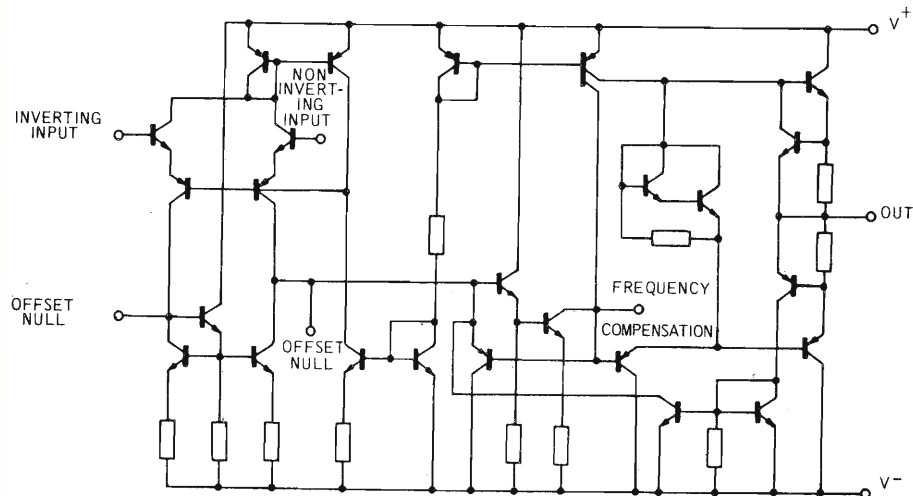 V+
NON
INVERT-
ING
INPUT
INVERTING
INPUT
OUT
OFFSET
NULL
FREQUENCY
COMPENSATION
OFFSET
NULL
V-